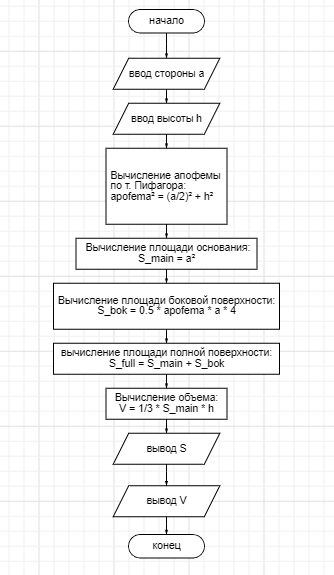 начало
ввод стороны a
ввод высоты h
Вычисление апофемы
по т. Пифагора:
apofema² = (a/2)² + h²
Вычисление площади основания:
S_main = a²
Вычисление площади боковой поверхности:
S_bok = 0.5 * apofema * a * 4
вычисление площади полной поверхности:
S_full = S_main + S_bok
Вычисление объема:
V = 1/3 * S_main * h
вывод S
вывод V
конец